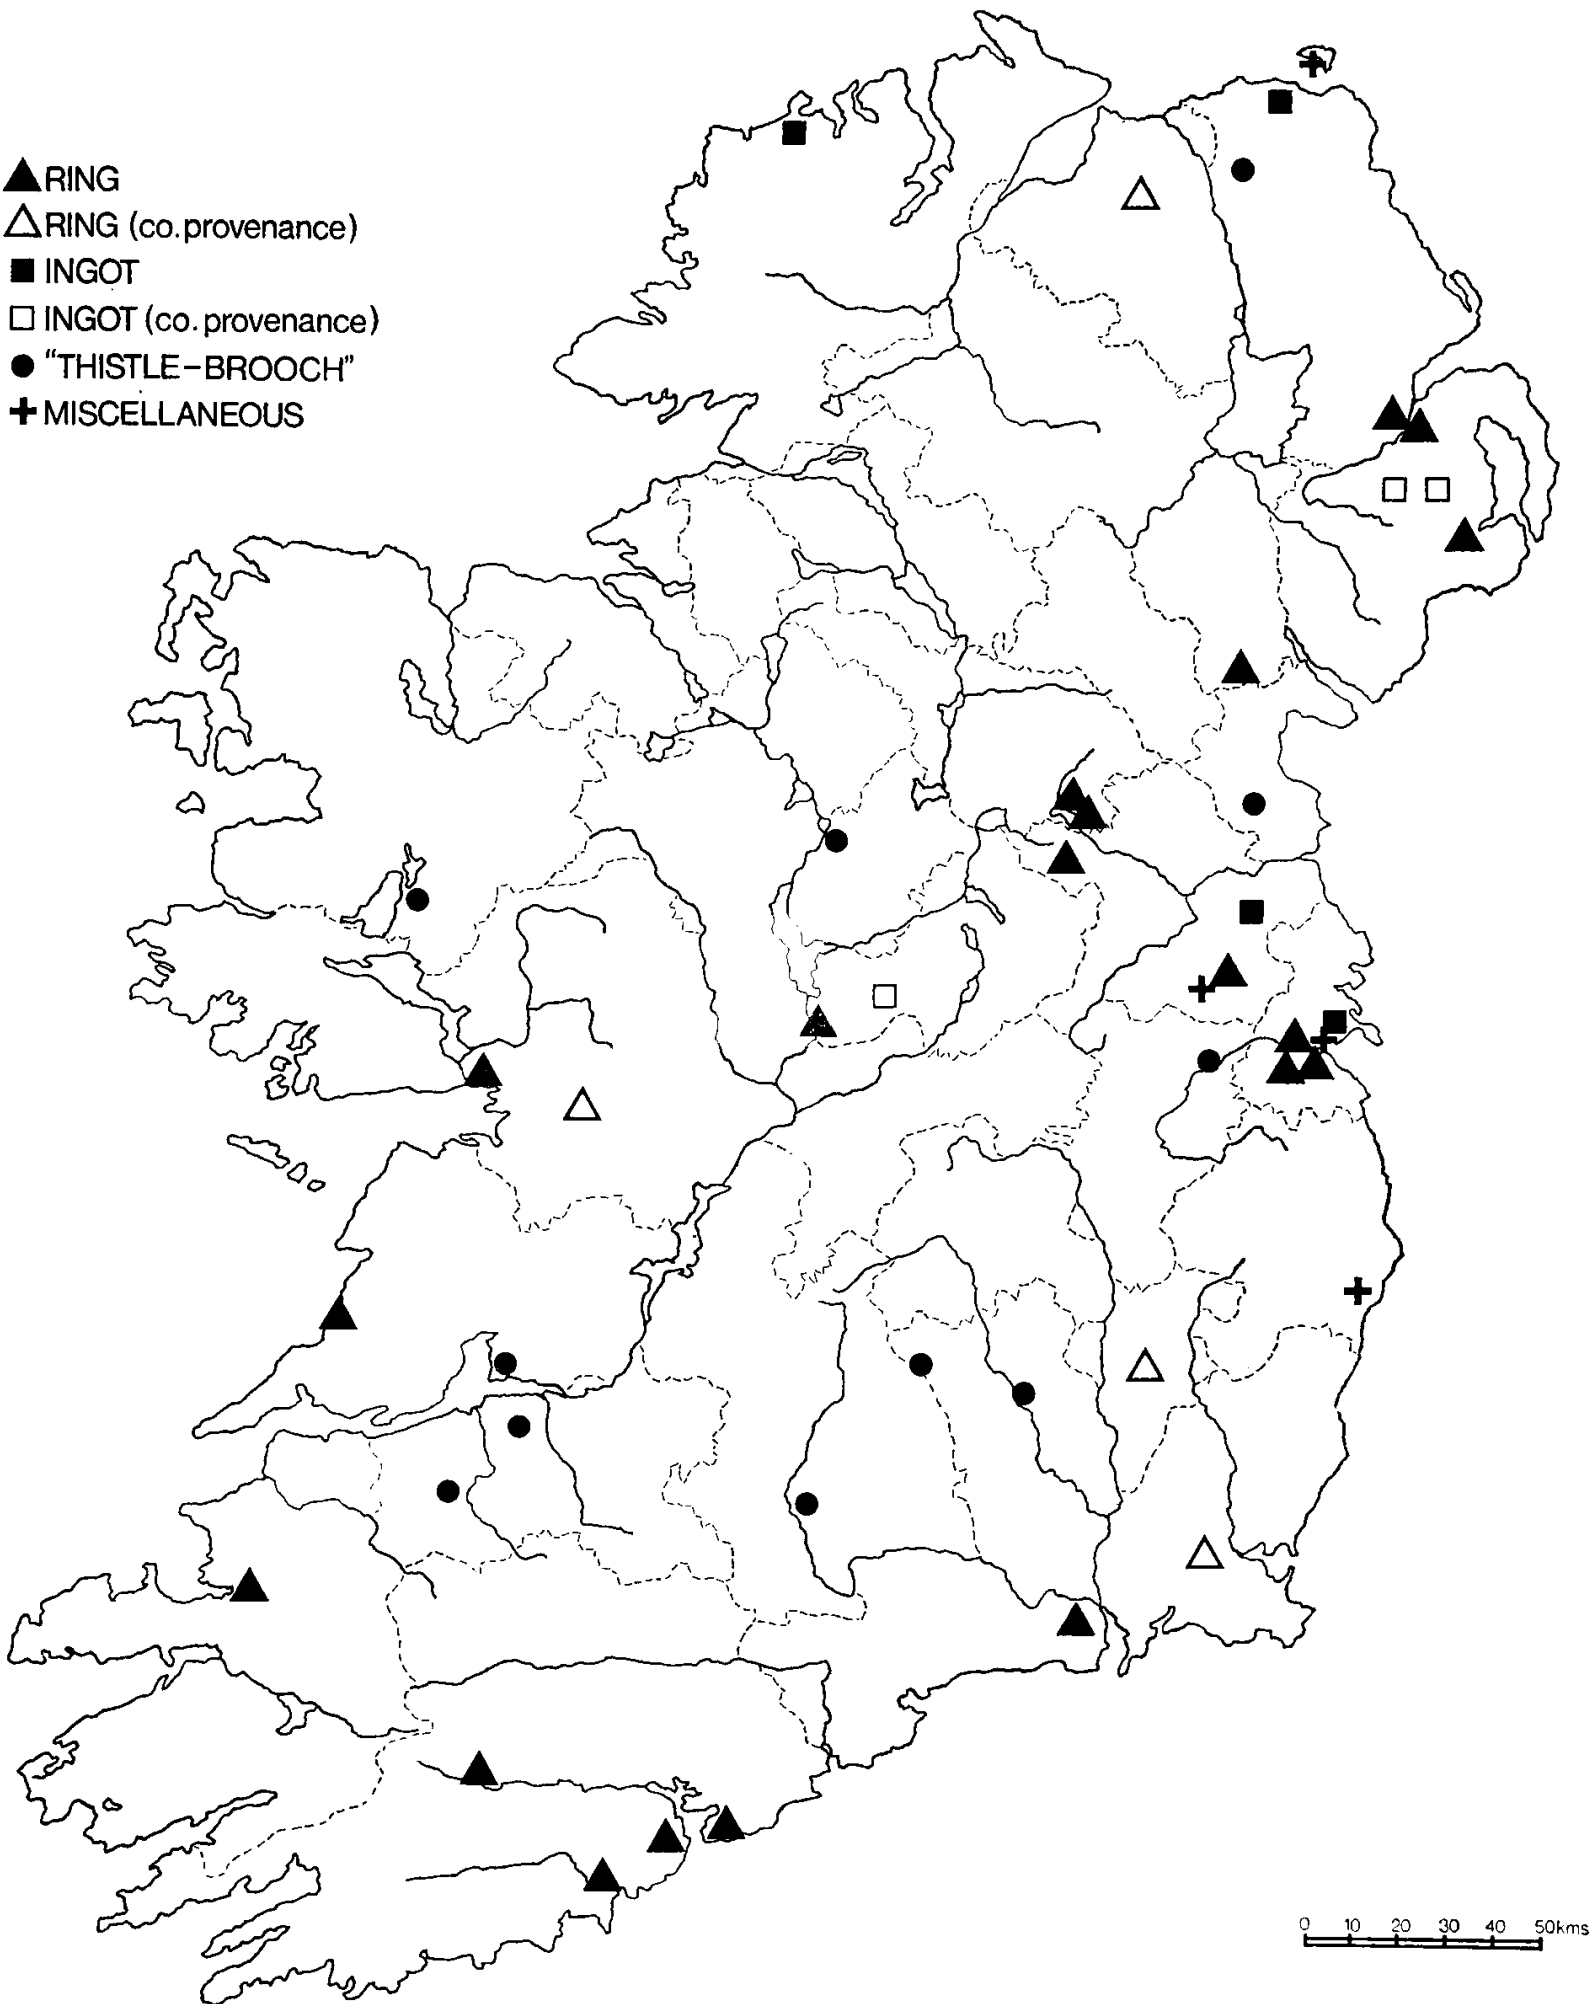 RING
RING (co. provenance)
INGOT
INGOT (co. provenance)
“THISTLE-BROOCH”
MISCELLANEOUS
0 10 20 30 40 50kms